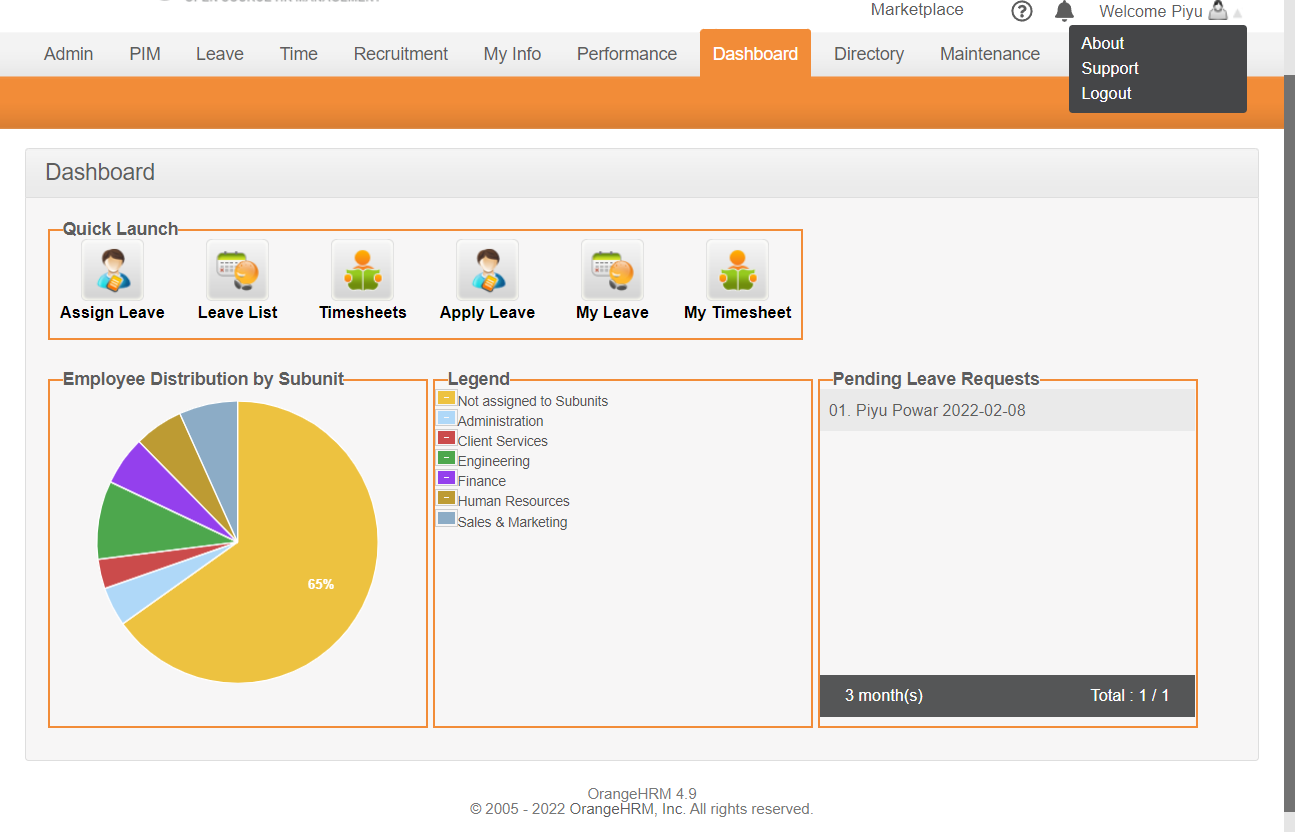 Marketplace ? Welcome Piyu
Admin PIM Leave Time Recruitment My Info Performance Dashboard Directory Maintenance
About
Support
Logout
Dashboard
Quick Launch
Assign Leave Leave List Timesheets Apply Leave My Leave My Timesheet
Employee Distribution by Subunit
65%
Legend
Not assigned to Subunits
Administration
Client Services
Engineering
Finance
Human Resources
Sales & Marketing
Pending Leave Requests
01. Piyu Powar 2022-02-08
3 month(s) Total : 1 / 1
OrangeHRM 4.9
© 2005 - 2022 OrangeHRM, Inc. All rights reserved.